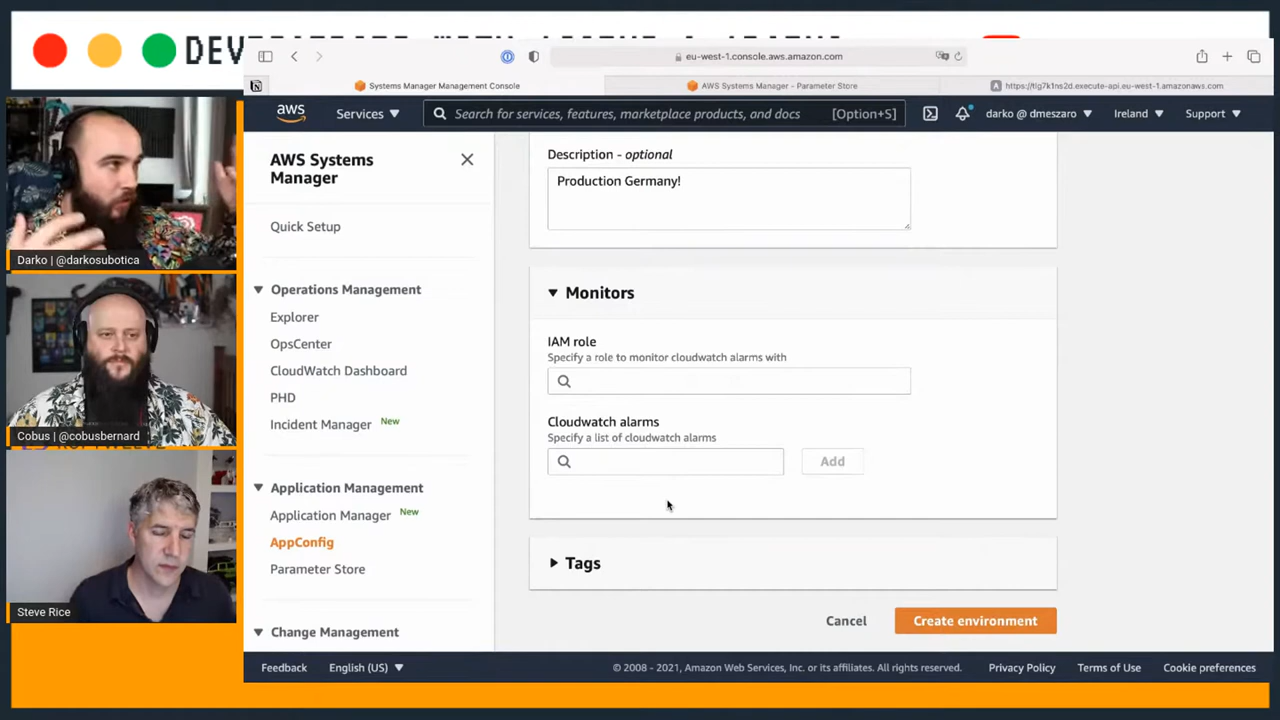 DEV
eu-west-1.console.aws.amazon.com
Systems Manager Management Console
AWS Systems Manager - Parameter Store
https://tig7k1ns2d.execute-api.eu-west-1.amazonaws.com
aws
Services
Search for services, features, marketplace products, and docs
[Option+S]
darko @ dmeszaro
Ireland
Support
AWS Systems
Manager
Quick Setup
Operations Management
Explorer
OpsCenter
CloudWatch Dashboard
PHD
Incident Manager New
Application Management
Application Manager New
AppConfig
Parameter Store
Change Management
Description - optional
Production Germany!
Monitors
IAM role
Specify a role to monitor cloudwatch alarms with
Cloudwatch alarms
Specify a list of cloudwatch alarms
Add
Tags
Cancel
Create environment
Feedback
English (US)
© 2008 - 2021, Amazon Web Services, Inc. or its affiliates. All rights reserved.
Privacy Policy
Terms of Use
Cookie preferences
Darko | @darkosubotica
Cobus | @cobusbernard
Steve Rice